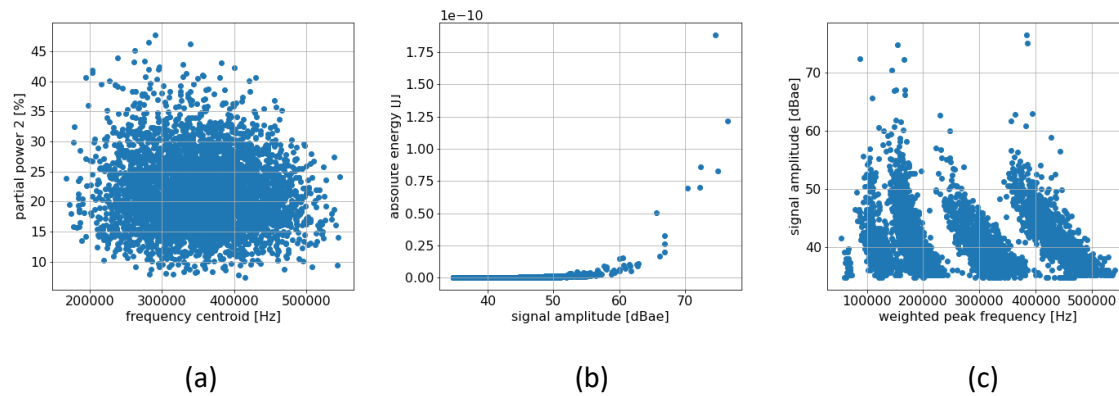 45
40
35
30
25
20
15
10
partial power 2 [%]
200000 300000 400000 500000
frequency centroid [Hz]
(a)
1e−10
1.75
1.50
1.25
1.00
0.75
0.50
0.25
0.00
absolute energy [J]
40 50 60 70
signal amplitude [dBae]
(b)
70
60
50
40
signal amplitude [dBae]
100000 200000 300000 400000 500000
weighted peak frequency [Hz]
(c)